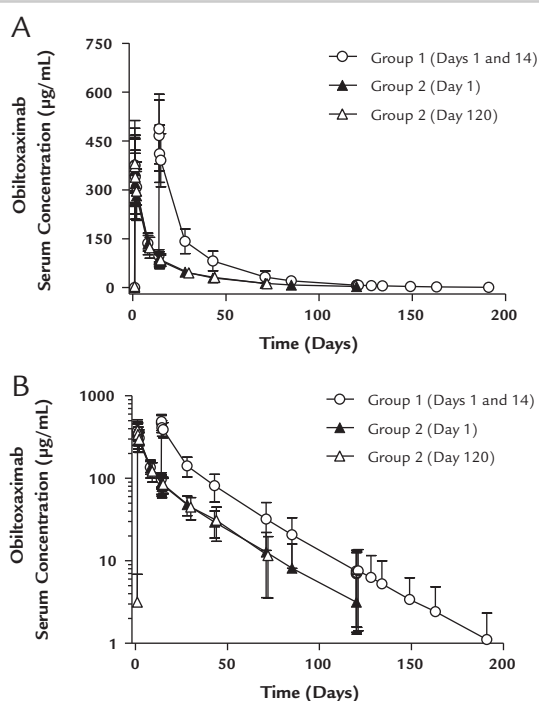 A
750
600
450
300
150
0
Obiltoxaximab
Serum Concentration (µg/mL)
Group 1 (Days 1 and 14)
Group 2 (Day 1)
Group 2 (Day 120)
0
50
100
150
200
Time (Days)
B
1000
100
10
1
Obiltoxaximab
Serum Concentration (µg/mL)
Group 1 (Days 1 and 14)
Group 2 (Day 1)
Group 2 (Day 120)
0
50
100
150
200
Time (Days)